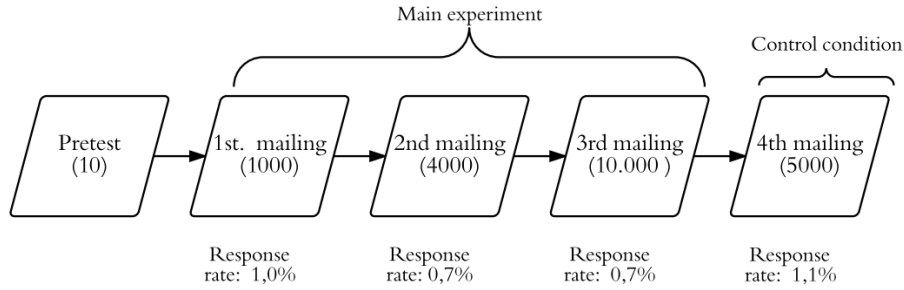 Main experiment
Control condition
Pretest
(10)
1st. mailing
(1000)
2nd mailing
(4000)
3rd mailing
(10.000 )
4th mailing
(5000)
Response
rate: 1,0%
Response
rate: 0,7%
Response
rate: 0,7%
Response
rate: 1,1%